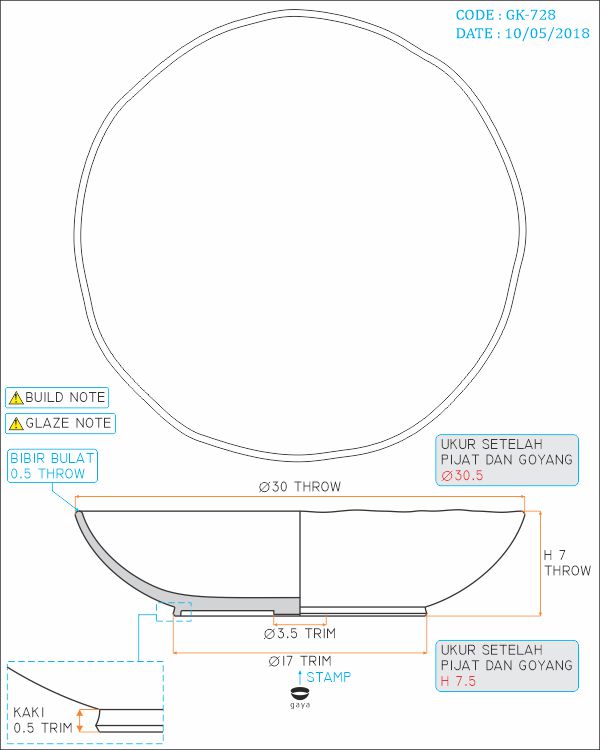 CODE : GK-728
DATE : 10/05/2018
BUILD NOTE
GLAZE NOTE
BIBIR BULAT
0.5 THROW
UKUR SETELAH
PIJAT DAN GOYANG
Ø30.5
Ø30 THROW
H 7
THROW
Ø3.5 TRIM
Ø17 TRIM
STAMP
gaya
UKUR SETELAH
PIJAT DAN GOYANG
H 7.5
KAKI
0.5 TRIM